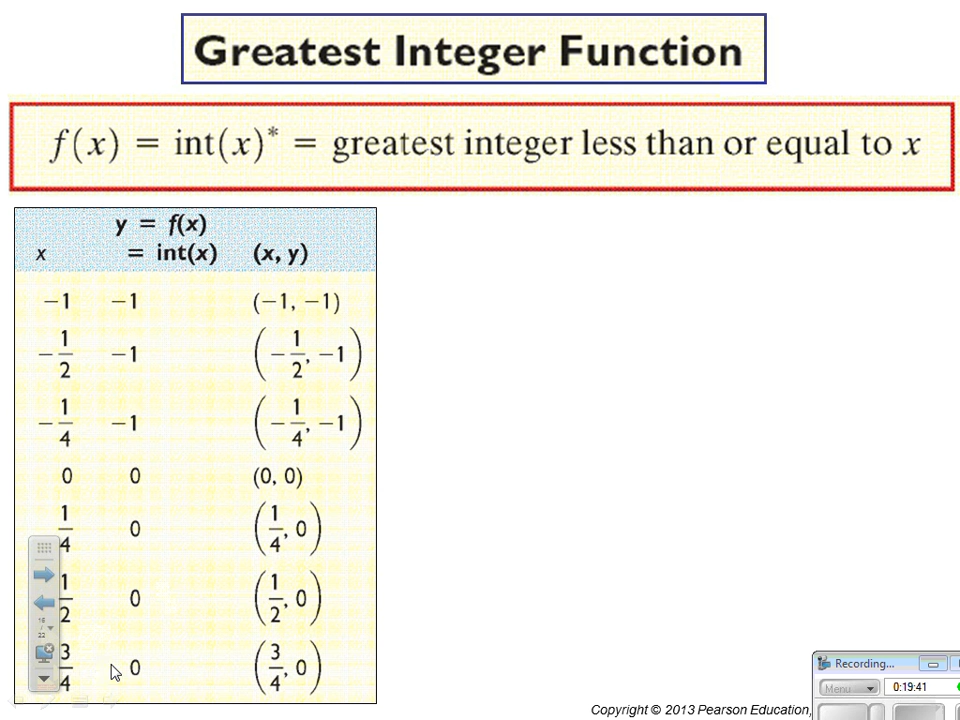 Greatest Integer Function
f(x) = int(x)* = greatest integer less than or equal to x
y = f(x)
x = int(x) (x, y)
−1 −1 (−1, −1)
−1/2 −1 (−1/2, −1)
−1/4 −1 (−1/4, −1)
0 0 (0, 0)
1/4 0 (1/4, 0)
1/2 0 (1/2, 0)
3/4 0 (3/4, 0)
16
/
22
Recording...
Menu 0:19:41
Copyright © 2013 Pearson Education,